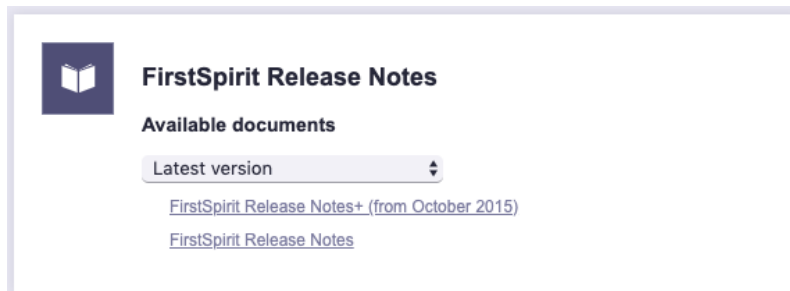 FirstSpirit Release Notes
Available documents
Latest version
FirstSpirit Release Notes+ (from October 2015)
FirstSpirit Release Notes